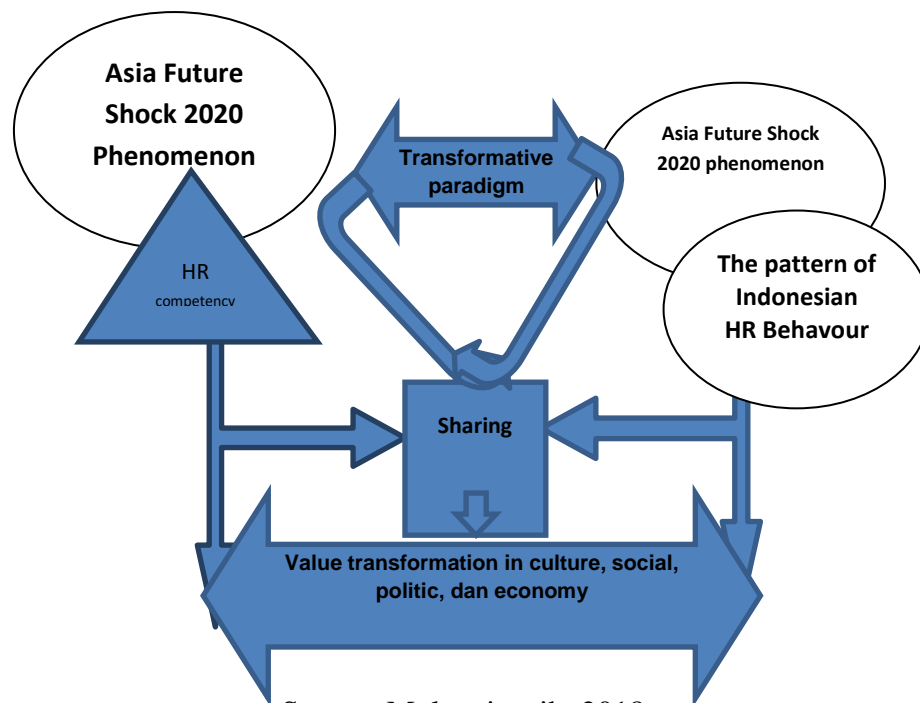 Asia Future
Shock 2020
Phenomenon
Transformative
paradigm
Asia Future Shock
2020 phenomenon
HR
competency
The pattern of
Indonesian
HR Behavour
Sharing
Value transformation in culture, social,
politic, dan economy
2018